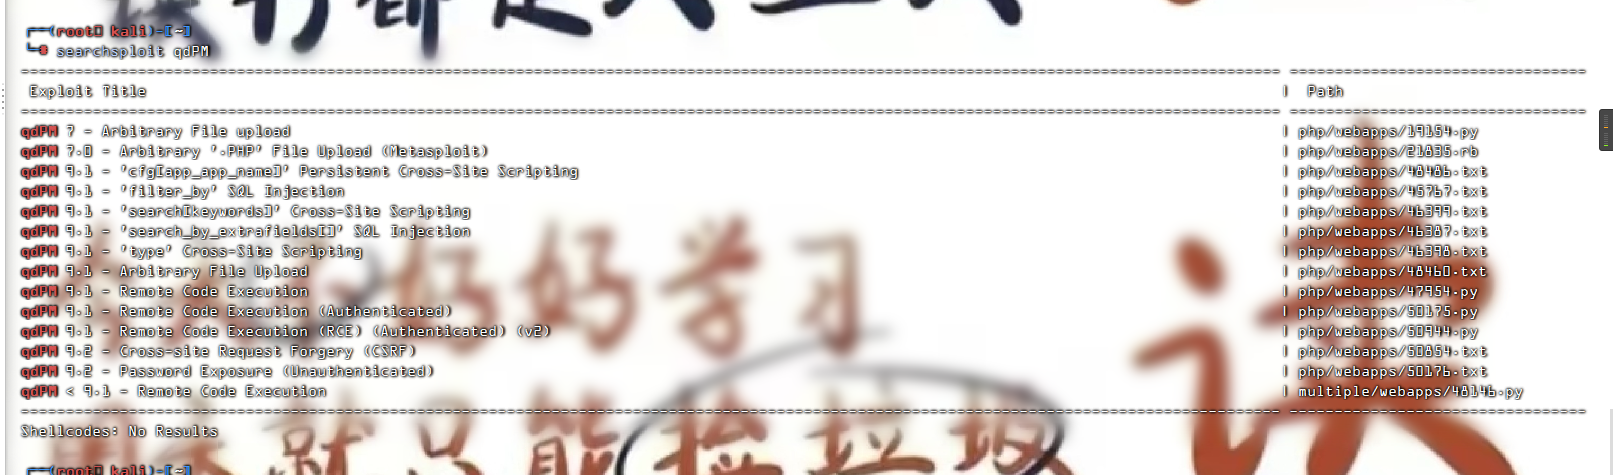 ┌──(root㉿ kali)-[~]
└─# searchsploit qdPM
Exploit Title | Path
qdPM 7 - Arbitrary File upload | php/webapps/19154.py
qdPM 7.0 - Arbitrary '.PHP' File Upload (Metasploit) | php/webapps/21835.rb
qdPM 9.1 - 'cfg[app_app_name]' Persistent Cross-Site Scripting | php/webapps/48486.txt
qdPM 9.1 - 'filter_by' SQL Injection | php/webapps/45767.txt
qdPM 9.1 - 'search[keywords]' Cross-Site Scripting | php/webapps/46399.txt
qdPM 9.1 - 'search_by_extrafields[]' SQL Injection | php/webapps/46387.txt
qdPM 9.1 - 'type' Cross-Site Scripting | php/webapps/46398.txt
qdPM 9.1 - Arbitrary File Upload | php/webapps/48460.txt
qdPM 9.1 - Remote Code Execution | php/webapps/47954.py
qdPM 9.1 - Remote Code Execution (Authenticated) | php/webapps/50175.py
qdPM 9.1 - Remote Code Execution (RCE) (Authenticated) (v2) | php/webapps/50944.py
qdPM 9.2 - Cross-site Request Forgery (CSRF) | php/webapps/50854.txt
qdPM 9.2 - Password Exposure (Unauthenticated) | php/webapps/50176.txt
qdPM < 9.1 - Remote Code Execution | multiple/webapps/48146.py
Shellcodes: No Results
┌──(root㉿ kali)-[~]
好好学习
就只能捡垃圾